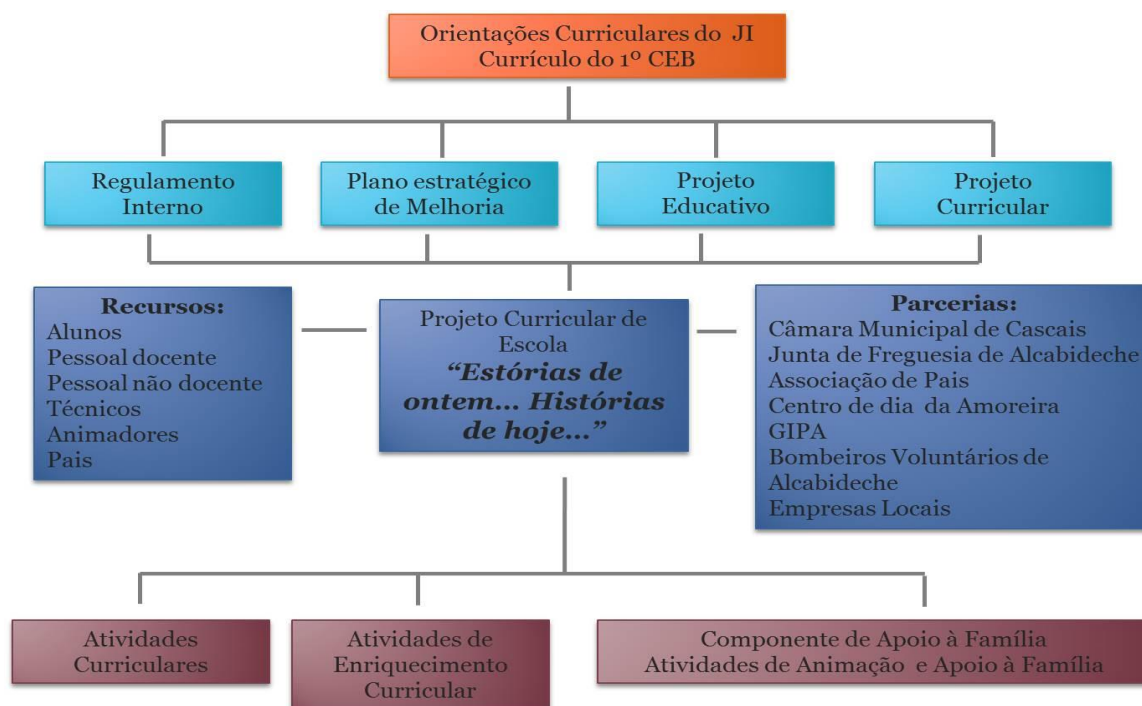 Orientações Curriculares do JI
Currículo do 1º CEB
Regulamento
Interno
Plano estratégico
de Melhoria
Projeto
Educativo
Projeto
Curricular
Recursos:
Alunos
Pessoal docente
Pessoal não docente
Técnicos
Animadores
Pais
Projeto Curricular de
Escola
“Estórias de
ontem... Histórias
de hoje...”
Parcerias:
Câmara Municipal de Cascais
Junta de Freguesia de Alcabideche
Associação de Pais
Centro de dia da Amoreira
GIPA
Bombeiros Voluntários de
Alcabideche
Empresas Locais
Atividades
Curriculares
Atividades de
Enriquecimento
Curricular
Componente de Apoio à Família
Atividades de Animação e Apoio à Família